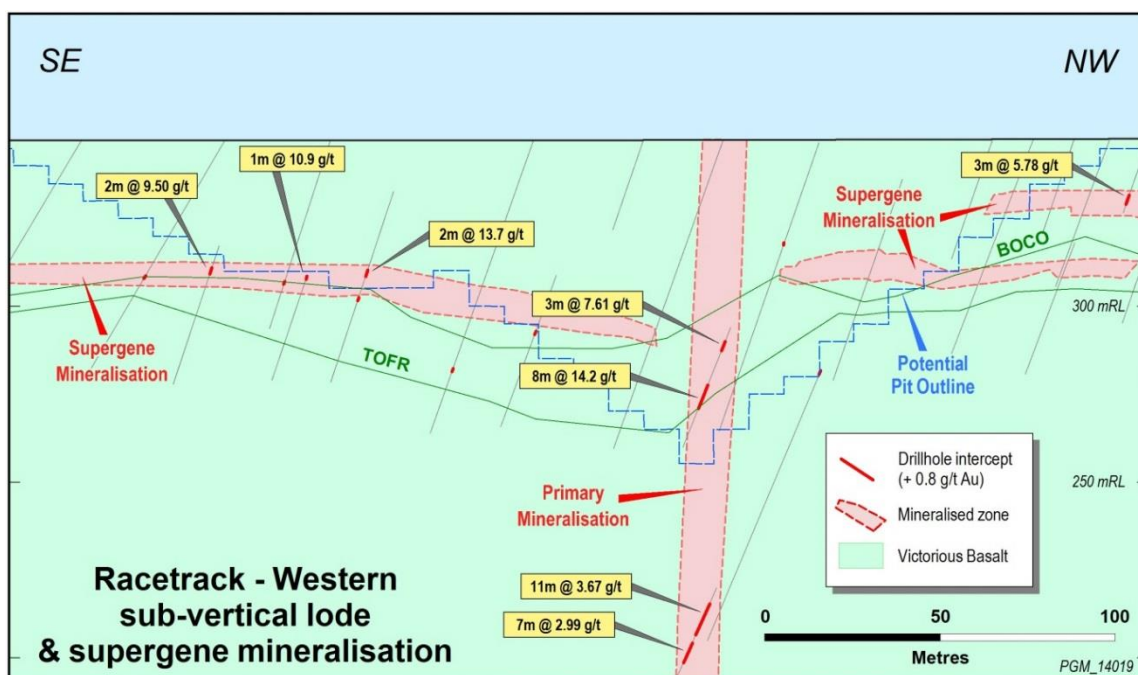 SE
NW
1m @ 10.9 g/t
2m @ 9.50 g/t
3m @ 5.78 g/t
Supergene
Mineralisation
2m @ 13.7 g/t
BOCO
3m @ 7.61 g/t
300 mRL
Supergene
Mineralisation
TOFR
Potential
Pit Outline
8m @ 14.2 g/t
Drillhole intercept
(+ 0.8 g/t Au)
250 mRL
Primary
Mineralisation
Mineralised zone
Victorious Basalt
Racetrack - Western
sub-vertical lode
& supergene mineralisation
11m @ 3.67 g/t
7m @ 2.99 g/t
0 50 100
Metres
PGM_14019